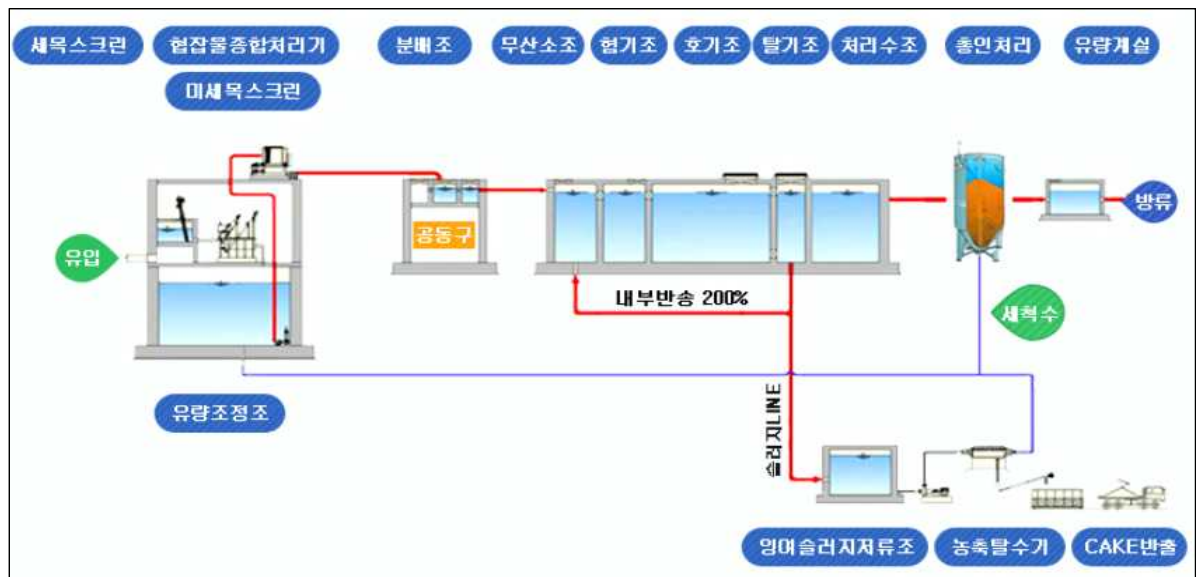 세목스크린 협잡물종합처리기 분배조 무산소조 혐기조 호기조 탈기조 처리수조 총인처리 유량계실
미세목스크린
유입
공동구
방류
내부반송 200%
세척수
유량조정조
슬러지LINE
잉여슬러지저류조 농축탈수기 CAKE반출